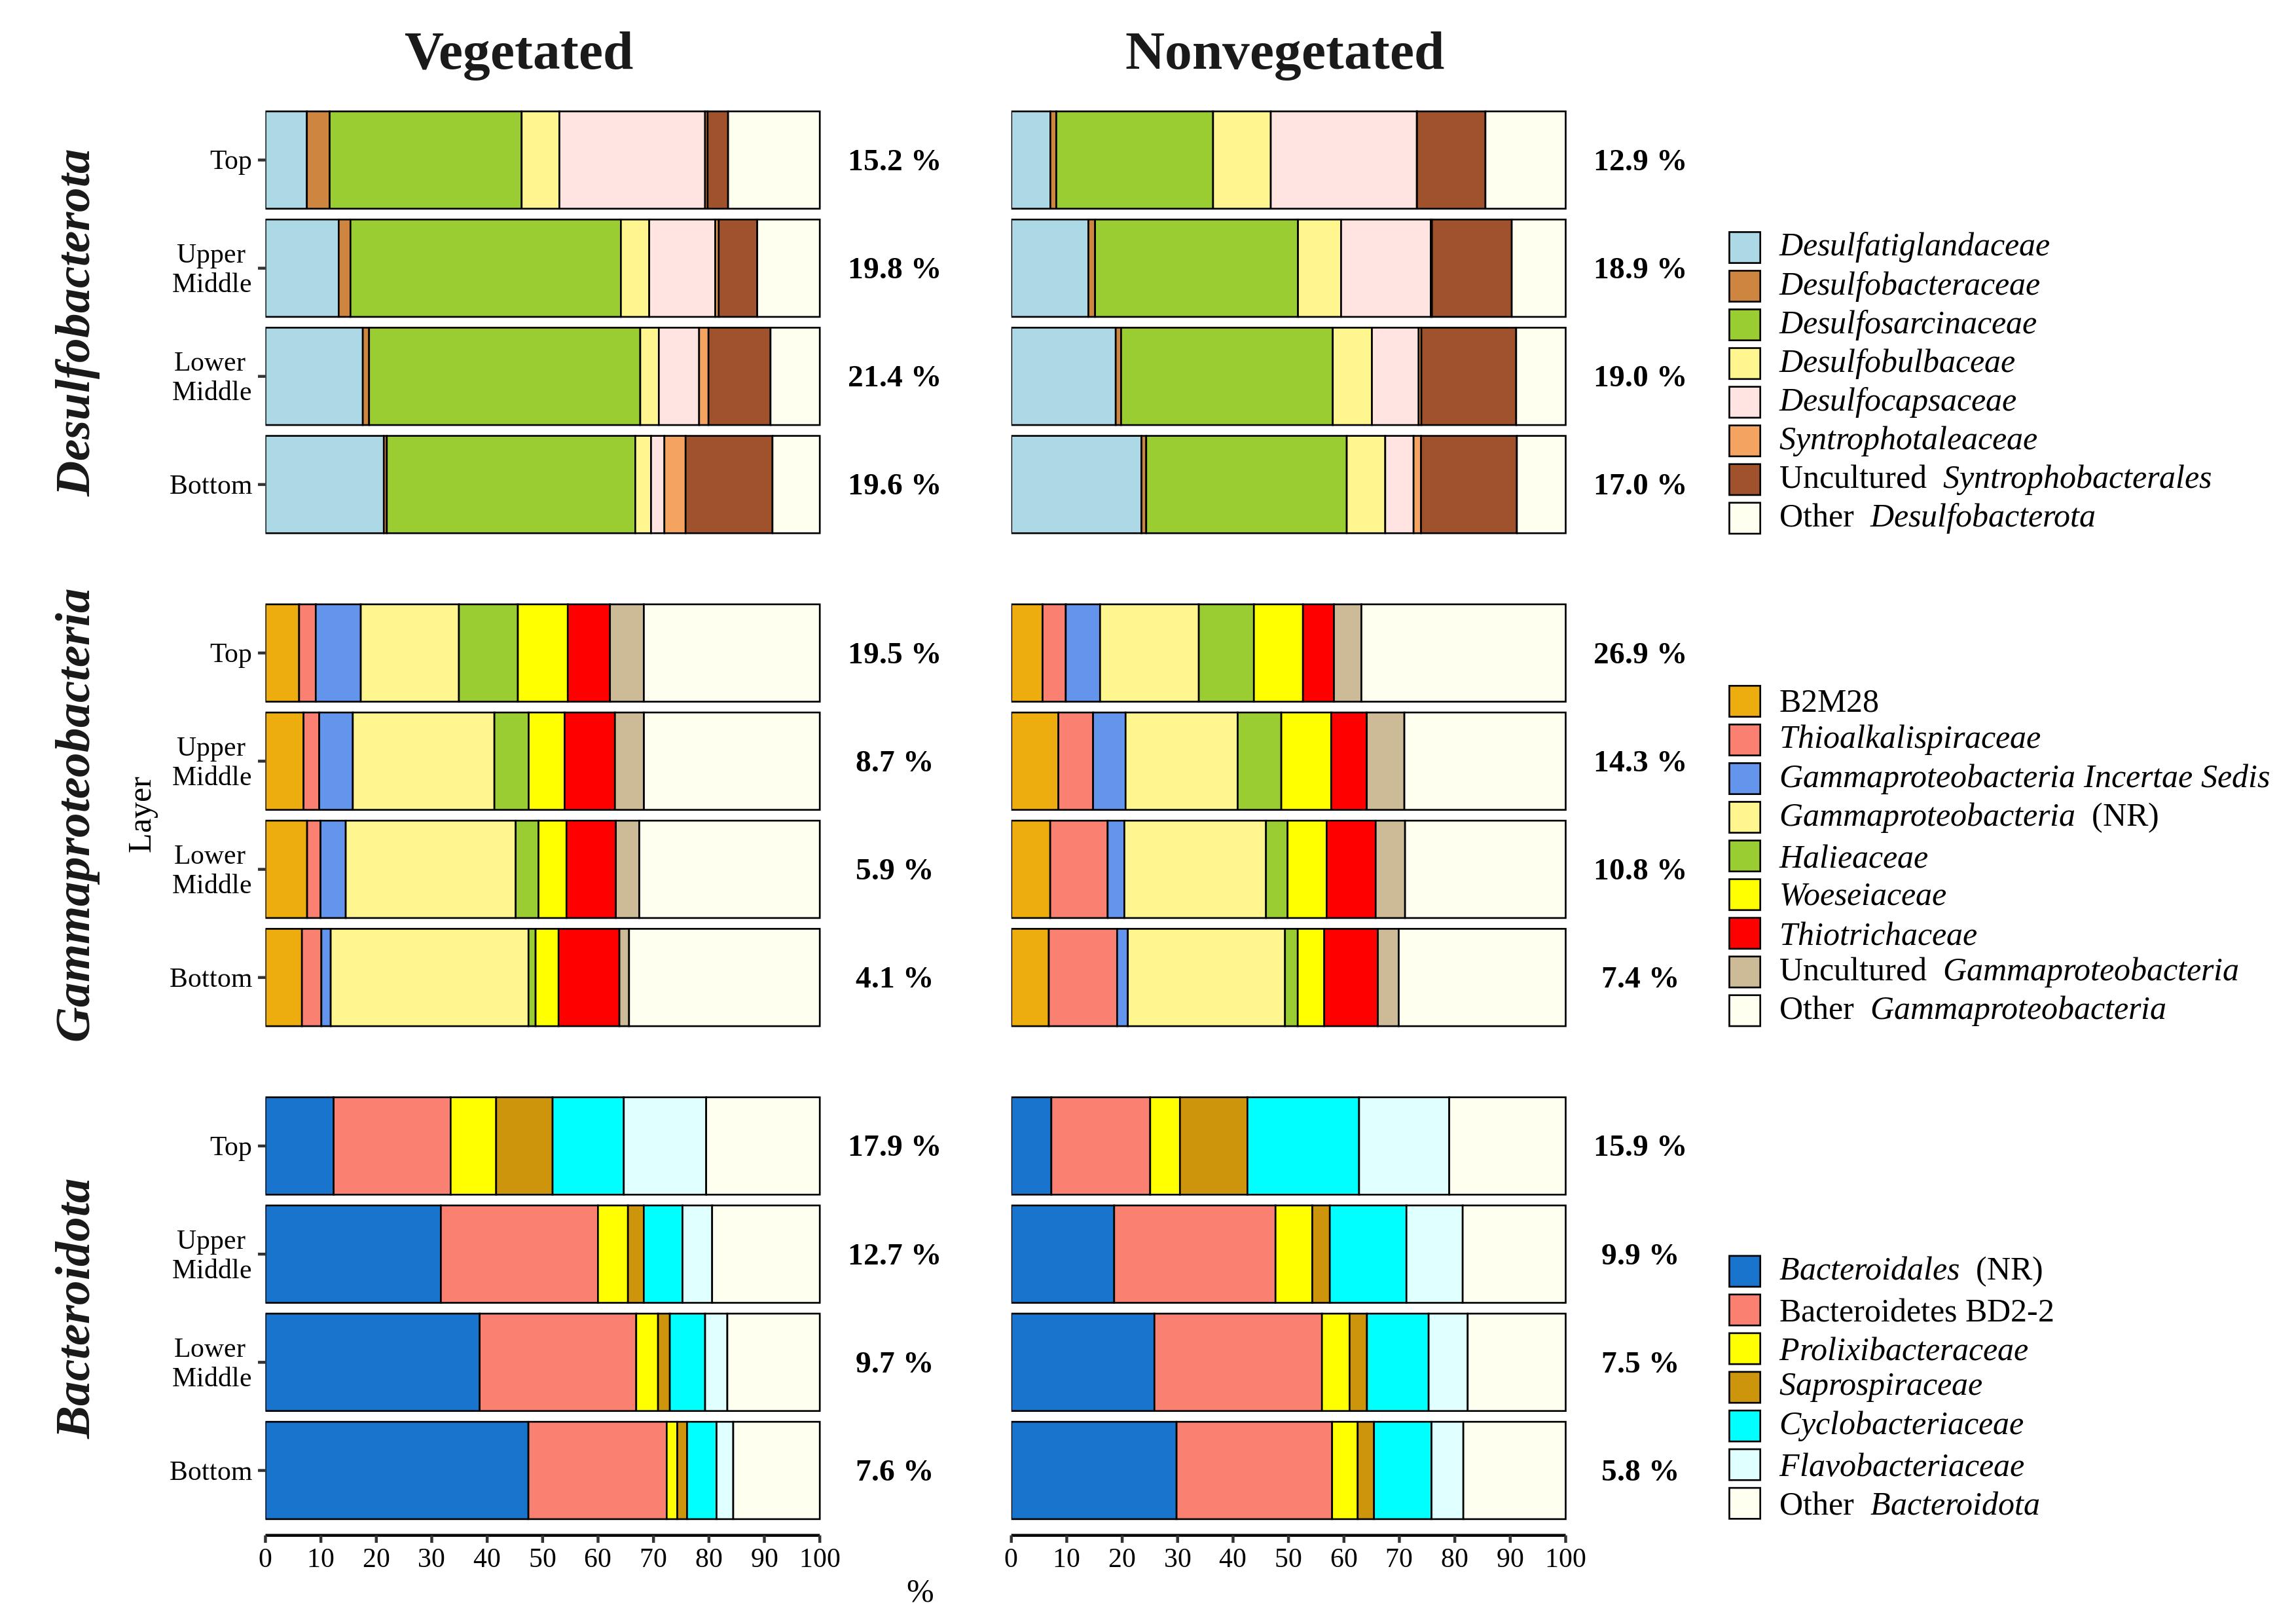 Vegetated
Nonvegetated
Desulfobacterota
Top
15.2 %
12.9 %
Upper
Middle
19.8 %
18.9 %
Lower
Middle
21.4 %
19.0 %
Bottom
19.6 %
17.0 %
Desulfatiglandaceae
Desulfobacteraceae
Desulfosarcinaceae
Desulfobulbaceae
Desulfocapsaceae
Syntrophotaleaceae
Uncultured Syntrophobacterales
Other Desulfobacterota
Layer
Gammaproteobacteria
Top
19.5 %
26.9 %
Upper
Middle
8.7 %
14.3 %
Lower
Middle
5.9 %
10.8 %
Bottom
4.1 %
7.4 %
B2M28
Thioalkalispiraceae
Gammaproteobacteria Incertae Sedis
Gammaproteobacteria (NR)
Halieaceae
Woeseiaceae
Thiotrichaceae
Uncultured Gammaproteobacteria
Other Gammaproteobacteria
Bacteroidota
Top
17.9 %
15.9 %
Upper
Middle
12.7 %
9.9 %
Lower
Middle
9.7 %
7.5 %
Bottom
7.6 %
5.8 %
Bacteroidales (NR)
Bacteroidetes BD2-2
Prolixibacteraceae
Saprospiraceae
Cyclobacteriaceae
Flavobacteriaceae
Other Bacteroidota
0 10 20 30 40 50 60 70 80 90 100
0 10 20 30 40 50 60 70 80 90 100
%